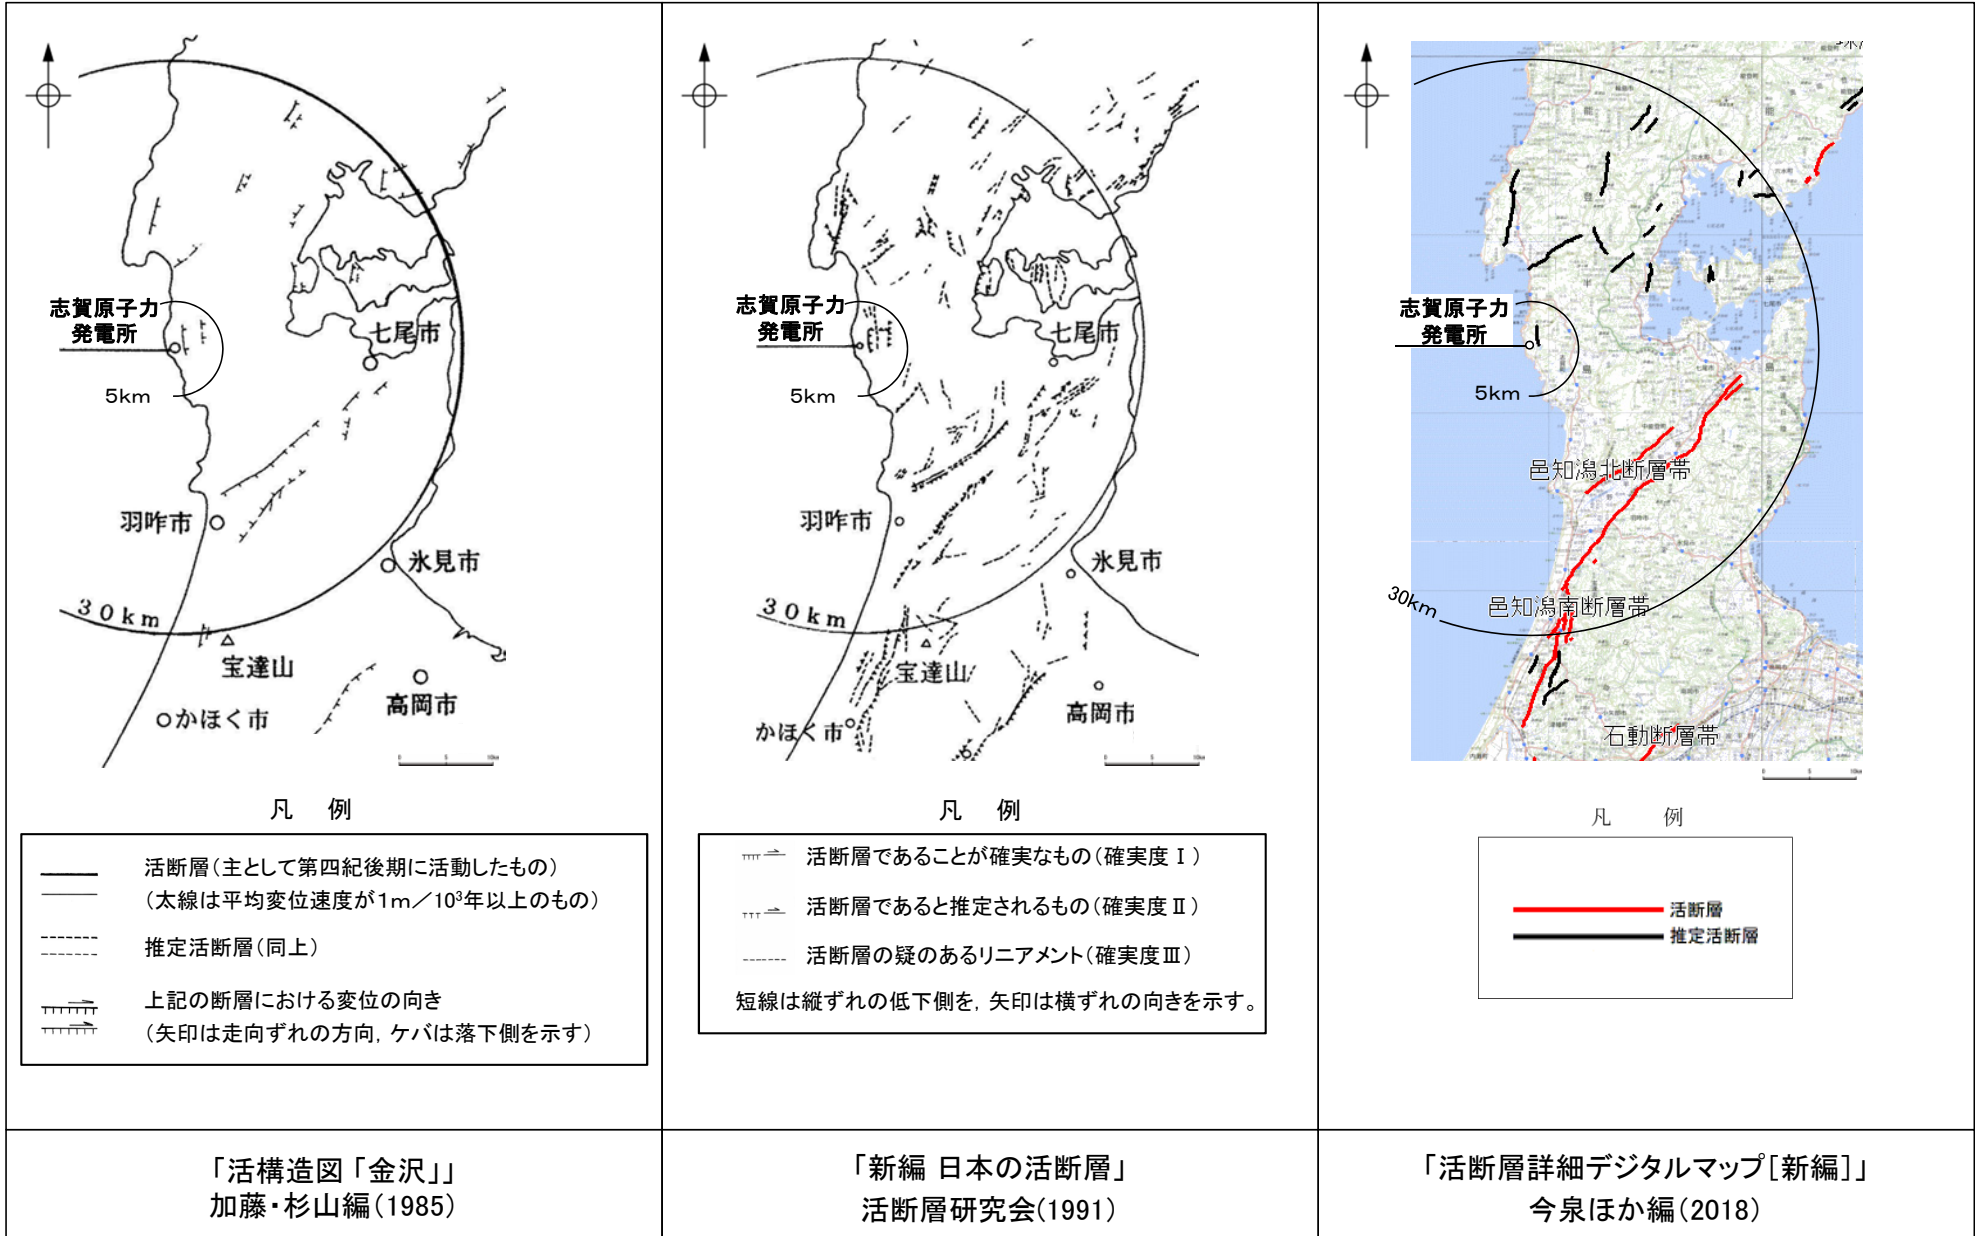 志賀原子力
発電所
5km
七尾市
羽咋市
氷見市
30km
宝達山
高岡市
かほく市
0 5 10km
凡 例
活断層(主として第四紀後期に活動したもの)
(太線は平均変位速度が1m/10³年以上のもの)
推定活断層(同上)
上記の断層における変位の向き
(矢印は走向ずれの方向, ケバは落下側を示す)
「活構造図 「金沢」」
加藤・杉山編(1985)
志賀原子力
発電所
5km
七尾市
羽咋市
氷見市
30km
宝達山
高岡市
かほく市
0 5 10km
凡 例
活断層であることが確実なもの(確実度Ⅰ)
活断層であると推定されるもの(確実度Ⅱ)
活断層の疑のあるリニアメント(確実度Ⅲ)
短線は縦ずれの低下側を, 矢印は横ずれの向きを示す。
「新編 日本の活断層」
活断層研究会(1991)
志賀原子力
発電所
5km
邑知潟北断層帯
30km
邑知潟南断層帯
石動断層帯
0 5 10km
凡 例
活断層
推定活断層
「活断層詳細デジタルマップ[新編]」
今泉ほか編(2018)